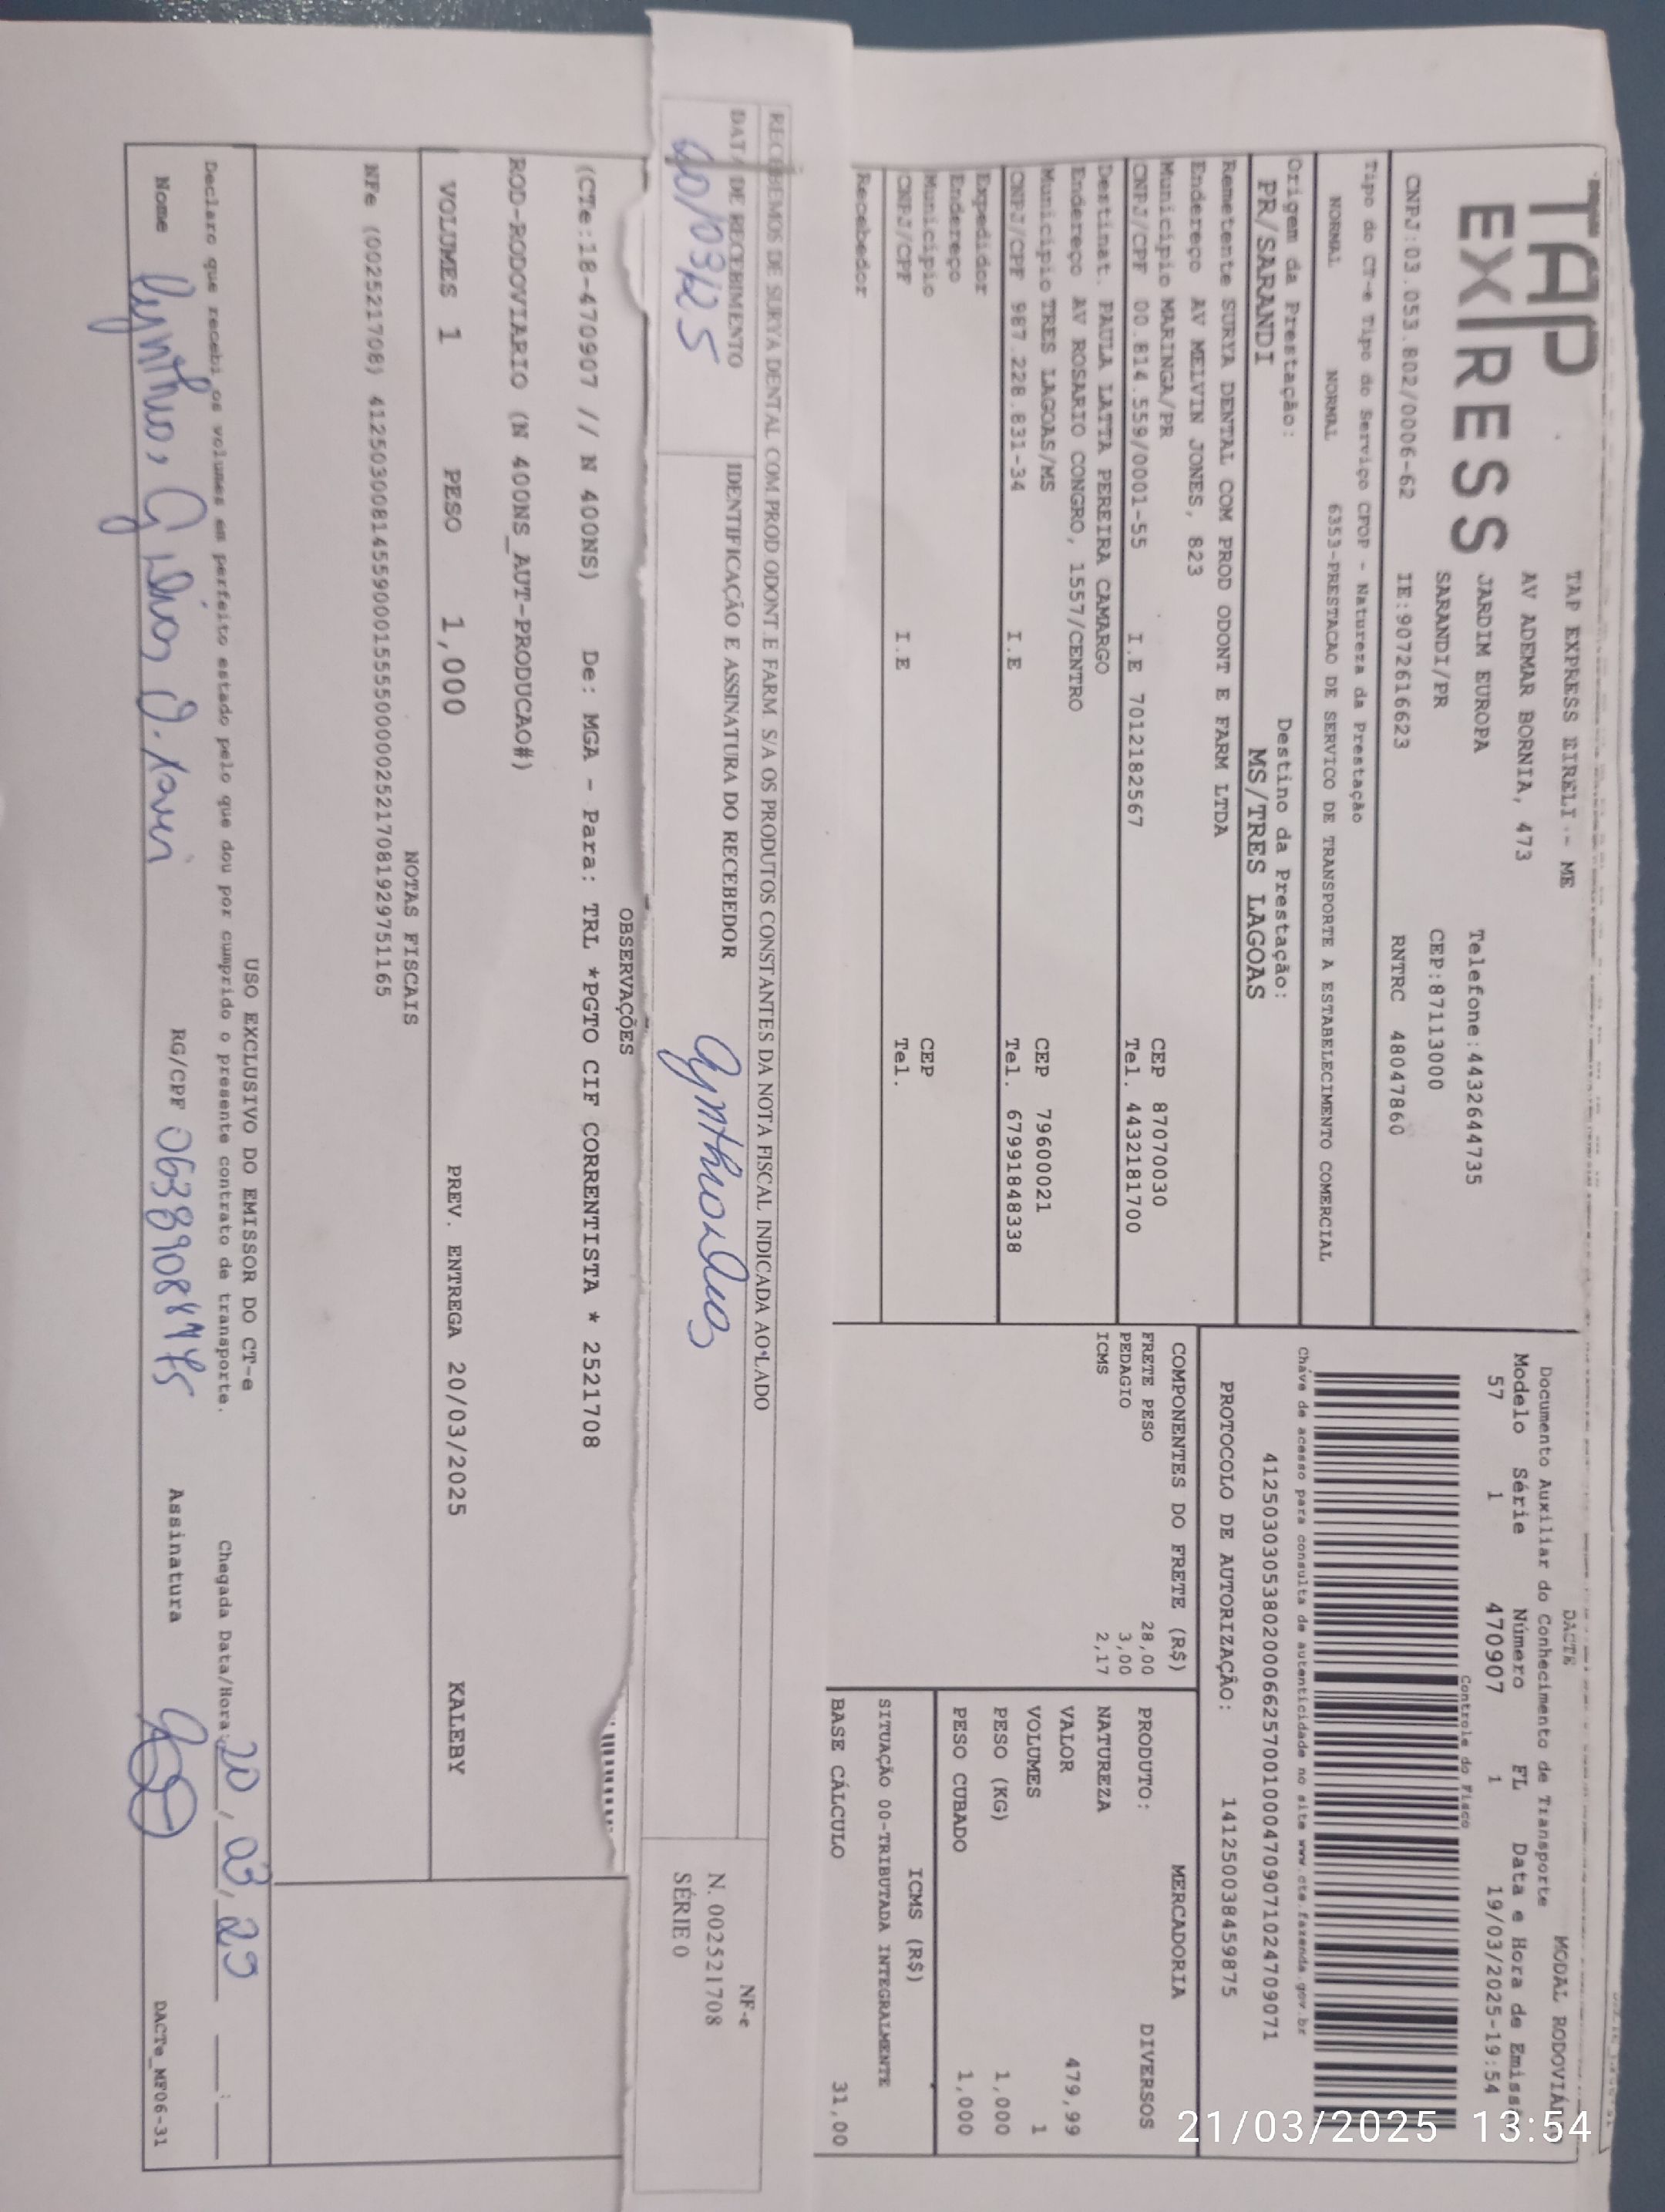 TAP
EXPRESS
TAP EXPRESS EIRELI - ME
AV ADEMAR BORNIA, 473
JARDIM EUROPA Telefone:4432644735
SARANDI/PR CEP:87113000
CNPJ:03.053.802/0006-62 IE:9072616623 RNTRC 48047860
Tipo do CT-e Tipo do Serviço CFOP - Natureza da Prestação
NORMAL NORMAL 6353-PRESTACAO DE SERVICO DE TRANSPORTE A ESTABELECIMENTO COMERCIAL
Origem da Prestação: Destino da Prestação:
PR/SARANDI MS/TRES LAGOAS
Remetente SURYA DENTAL COM PROD ODONT E FARM LTDA
Endereço AV MELVIN JONES, 823
Municipio MARINGA/PR CEP 87070030
CNPJ/CPF 00.814.559/0001-55 I.E 7012182567 Tel. 4432181700
Destinat. PAULA LATTA PEREIRA CAMARGO
Endereço AV ROSARIO CONGRO, 1557/CENTRO
Municipio TRES LAGOAS/MS CEP 79600021
CNPJ/CPF 987.228.831-34 I.E Tel. 67991848338
Expedidor
Endereço
Municipio CEP
CNPJ/CPF I.E Tel.
Recebedor
DACTE MODAL RODOVIÁ
Documento Auxiliar do Conhecimento de Transporte
Modelo Série Número FL Data e Hora de Emiss
57 1 470907 1 19/03/2025-19:54
Controle do Fisco
Chave de acesso para consulta de autenticidade no site www.cte.fazenda.gov.br
41250303053802000662570010004709071024709071
PROTOCOLO DE AUTORIZAÇÃO: 141250038459875
COMPONENTES DO FRETE (R$)
FRETE PESO 28,00
PEDAGIO 3,00
ICMS 2,17
MERCADORIA
PRODUTO: DIVERSOS
NATUREZA
VALOR 479,99
VOLUMES 1
PESO (KG) 1,000
PESO CUBADO 1,000
ICMS (R$)
SITUAÇÃO 00-TRIBUTADA INTEGRALMENTE
BASE CÁLCULO 31,00
RECEBEMOS DE SURYA DENTAL COM PROD ODONT E FARM S/A OS PRODUTOS CONSTANTES DA NOTA FISCAL INDICADA AO LADO
DATA DE RECEBIMENTO IDENTIFICAÇÃO E ASSINATURA DO RECEBEDOR
20/03/25
NF-e
N. 002521708
SÉRIE 0
OBSERVAÇÕES
(CTe:18-470907 // N 400NS) De: MGA - Para: TRL *PGTO CIF CORRENTISTA * 2521708
ROD-RODOVIARIO (N 400NS_AUT-PRODUCAO#)
VOLUMES 1 PESO 1,000 PREV. ENTREGA 20/03/2025 KALEBY
NOTAS FISCAIS
NFe (002521708) 41250300814559000155550000025217081929751165
USO EXCLUSIVO DO EMISSOR DO CT-e
Declaro que recebi os volumes em perfeito estado pelo que dou por cumprido o presente contrato de transporte. Chegada Data/Hora: 20/03/25
Nome RG/CPF Assinatura
DACTe_MF06-31
21/03/2025 13:54